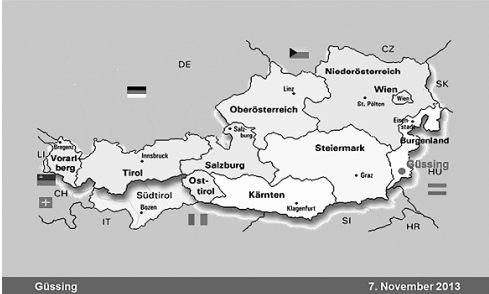 CZ
DE
Niederösterreich
SK
Linz
Wien
St. Pölten
Wien
Oberösterreich
Eisen-
stadt
Salz-
burg
Burgenland
Bregenz
Steiermark
LI
Vorarl
berg
Innsbruck
Salzburg
Güssing
HU
Tirol
Ost-
tirol
Graz
CH
Südtirol
Kärnten
Bozen
Klagenfurt
IT
SI
HR
Güssing
7. November 2013